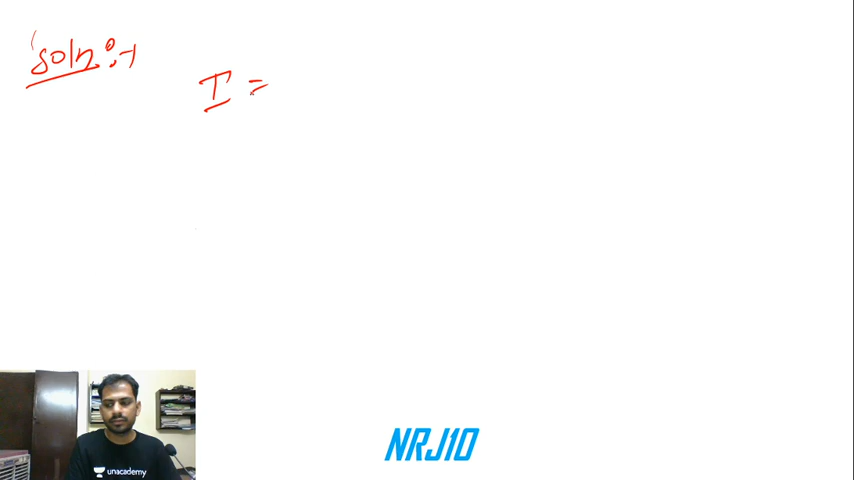 Soln :-
I =
unacademy
NRJ10